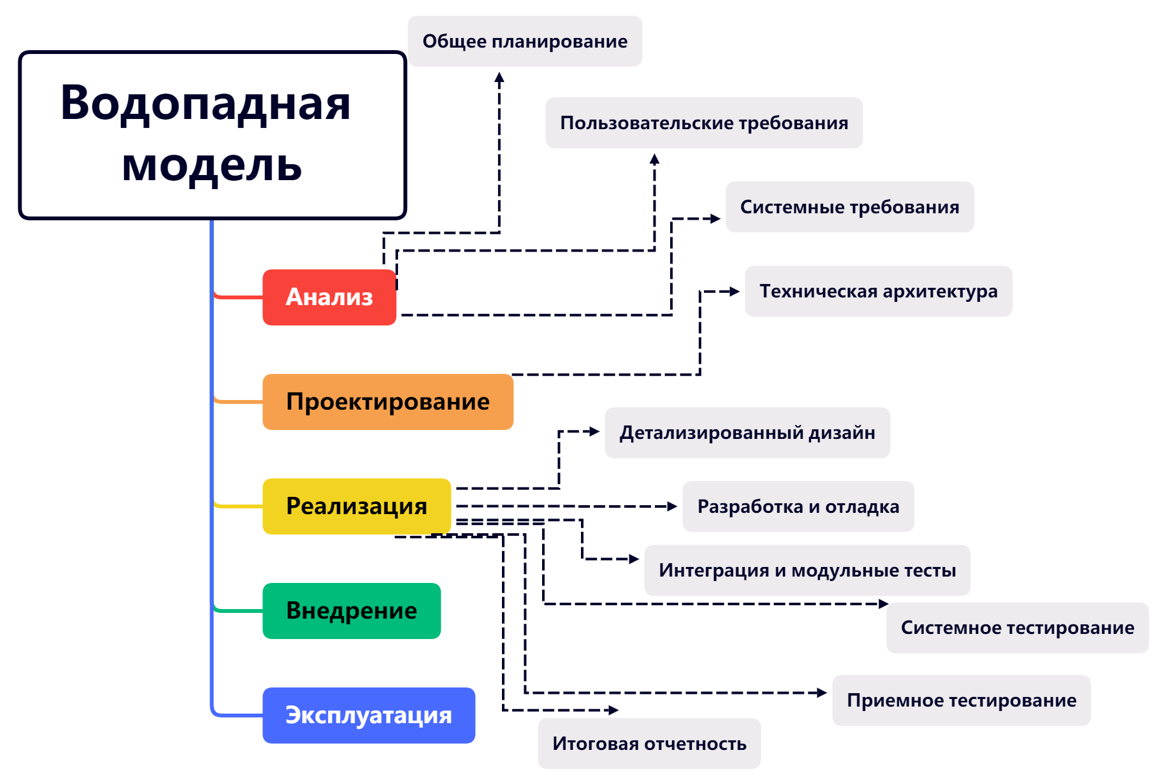 Общее планирование
Водопадная
модель
Пользовательские требования
Системные требования
Анализ
Техническая архитектура
Проектирование
Детализированный дизайн
Реализация
Разработка и отладка
Интеграция и модульные тесты
Внедрение
Системное тестирование
Приемное тестирование
Эксплуатация
Итоговая отчетность